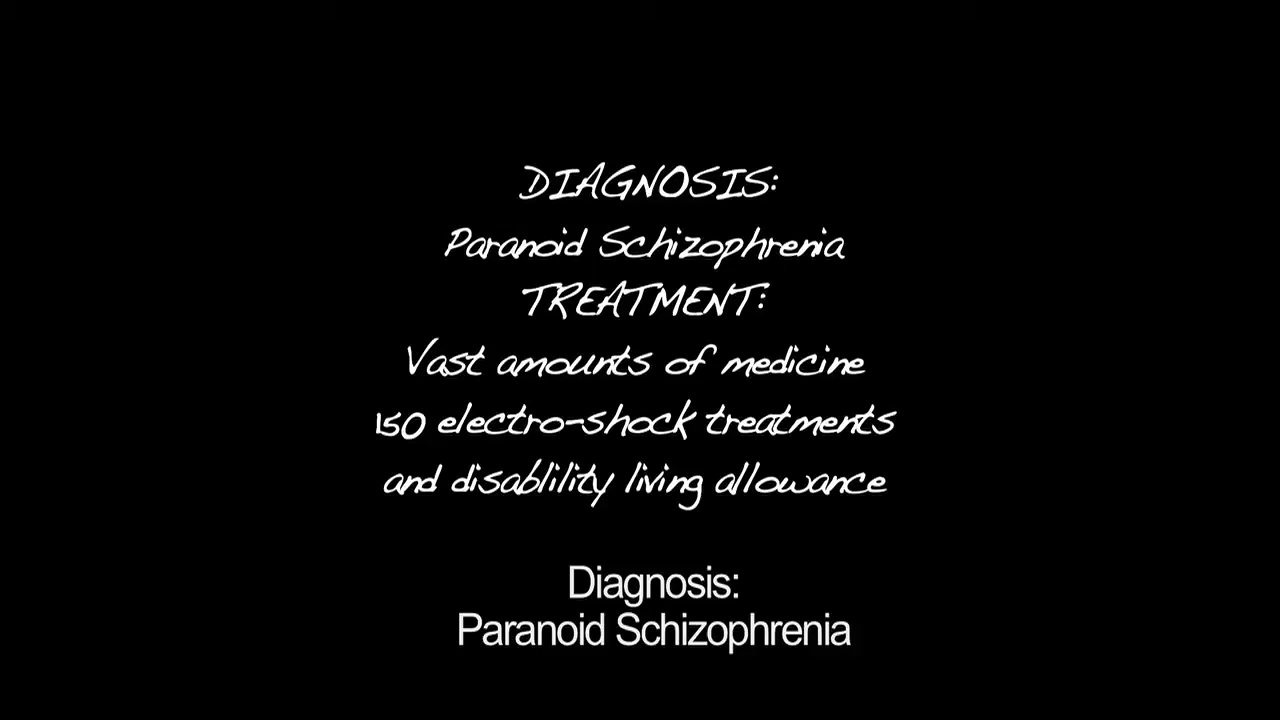 DIAGNOSIS:
Paranoid Schizophrenia
TREATMENT:
Vast amounts of medicine
150 electro-shock treatments
and disablility living allowance
Diagnosis:
Paranoid Schizophrenia